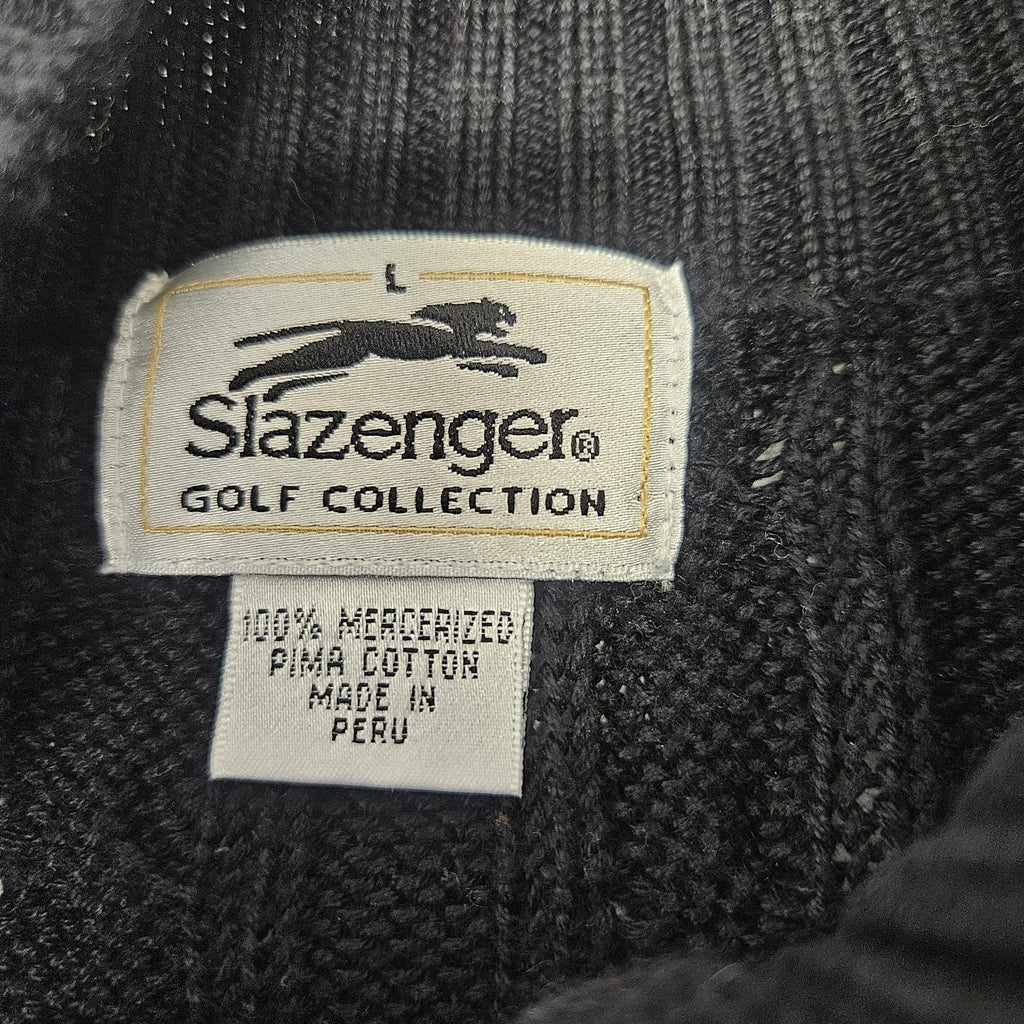 L
Slazenger®
GOLF COLLECTION
100% MERCERIZED
PIMA COTTON
MADE IN
PERU